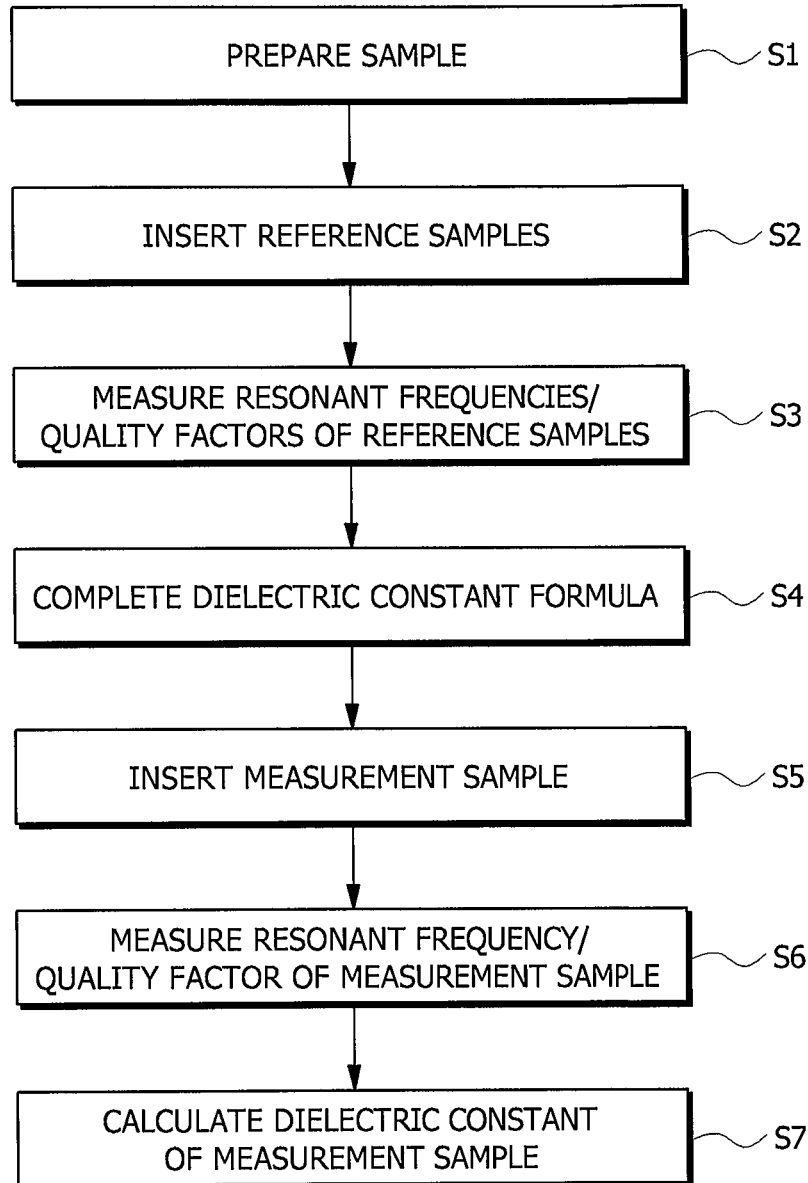 PREPARE SAMPLE
S1
INSERT REFERENCE SAMPLES
S2
MEASURE RESONANT FREQUENCIES/
QUALITY FACTORS OF REFERENCE SAMPLES
S3
COMPLETE DIELECTRIC CONSTANT FORMULA
S4
INSERT MEASUREMENT SAMPLE
S5
MEASURE RESONANT FREQUENCY/
QUALITY FACTOR OF MEASUREMENT SAMPLE
S6
CALCULATE DIELECTRIC CONSTANT
OF MEASUREMENT SAMPLE
S7